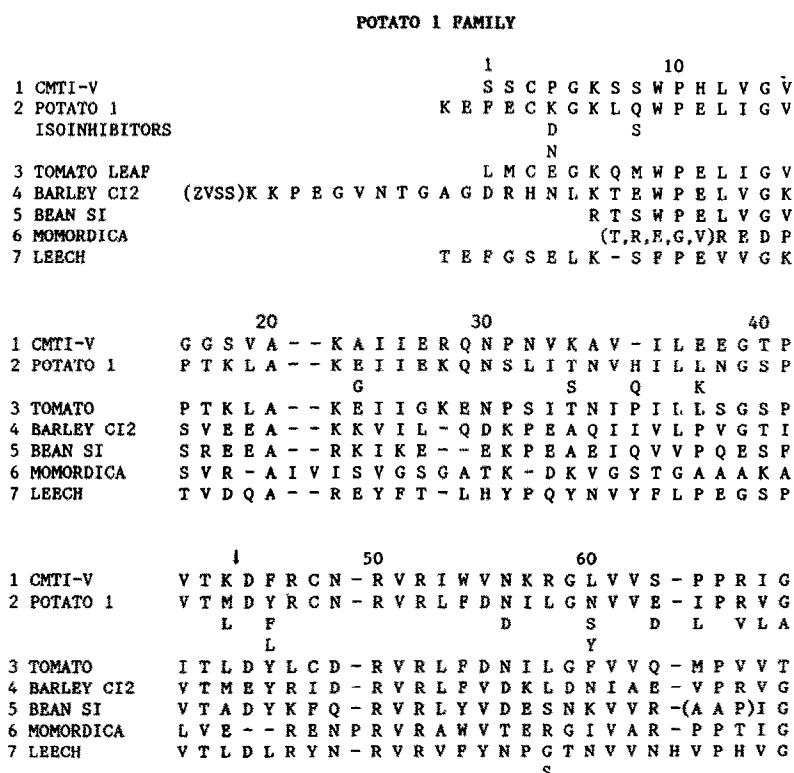 POTATO 1 FAMILY
1 10
1 CMTI-V S S C P G K S S W P H L V G V
2 POTATO 1 K E F E C K G K L Q W P E L I G V
ISOINHIBITORS D S
N
3 TOMATO LEAF L M C E G K Q M W P E L I G V
4 BARLEY CI2 (ZVSS)K K P E G V N T G A G D R H N L K T E W P E L V G K
5 BEAN SI R T S W P E L V G V
6 MOMORDICA (T,R,E,G,V)R E D P
7 LEECH T E F G S E L K - S F P E V V G K
20 30 40
1 CMTI-V G G S V A - - K A I I E R Q N P N V K A V - I L E E G T P
2 POTATO 1 P T K L A - - K E I I E K Q N S L I T N V H I L L N G S P
G S Q K
3 TOMATO P T K L A - - K E I I G K E N P S I T N I P I L L S G S P
4 BARLEY CI2 S V E E A - - K K V I L - Q D K P E A Q I I V L P V G T I
5 BEAN SI S R E E A - - R K I K E - - E K P E A E I Q V V P Q E S F
6 MOMORDICA S V R - A I V I S V G S G A T K - D K V G S T G A A A K A
7 LEECH T V D Q A - - R E Y F T - L H Y P Q Y N V Y F L P E G S P
↓ 50 60
1 CMTI-V V T K D F R C N - R V R I W V N K R G L V V S - P P R I G
2 POTATO 1 V T M D Y R C N - R V R L F D N I L G N V V E - I P R V G
L F D S D L V L A
L Y
3 TOMATO I T L D Y L C D - R V R L F D N I L G F V V Q - M P V V T
4 BARLEY CI2 V T M E Y R I D - R V R L F V D K L D N I A E - V P R V G
5 BEAN SI V T A D Y K F Q - R V R L Y V D E S N K V V R -(A A P)I G
6 MOMORDICA L V E - - R E N P R V R A W V T E R G I V A R - P P T I G
7 LEECH V T L D L R Y N - R V R V F Y N P G T N V V N H V P H V G
S